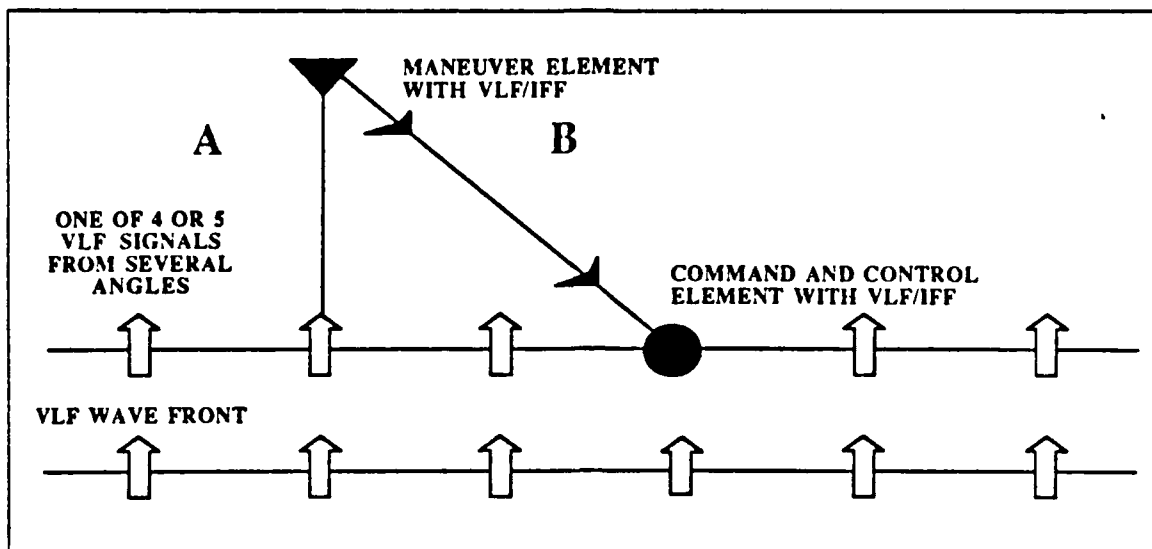 MANEUVER ELEMENT
WITH VLF/IFF
A
B
ONE OF 4 OR 5
VLF SIGNALS
FROM SEVERAL
ANGLES
COMMAND AND CONTROL
ELEMENT WITH VLF/IFF
VLF WAVE FRONT